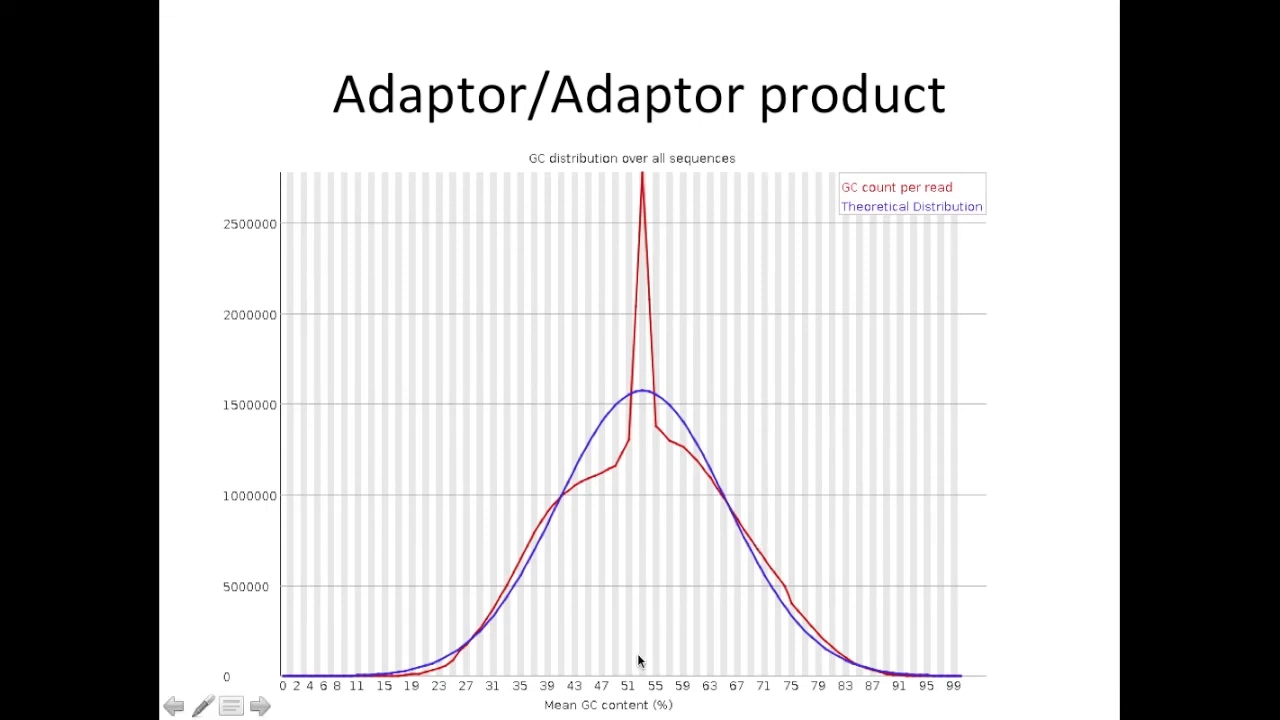 Adaptor/Adaptor product
GC distribution over all sequences
GC count per read
Theoretical Distribution
2500000
2000000
1500000
1000000
500000
0
0 2 4 6 8 11 15 19 23 27 31 35 39 43 47 51 55 59 63 67 71 75 79 83 87 91 95 99
Mean GC content (%)